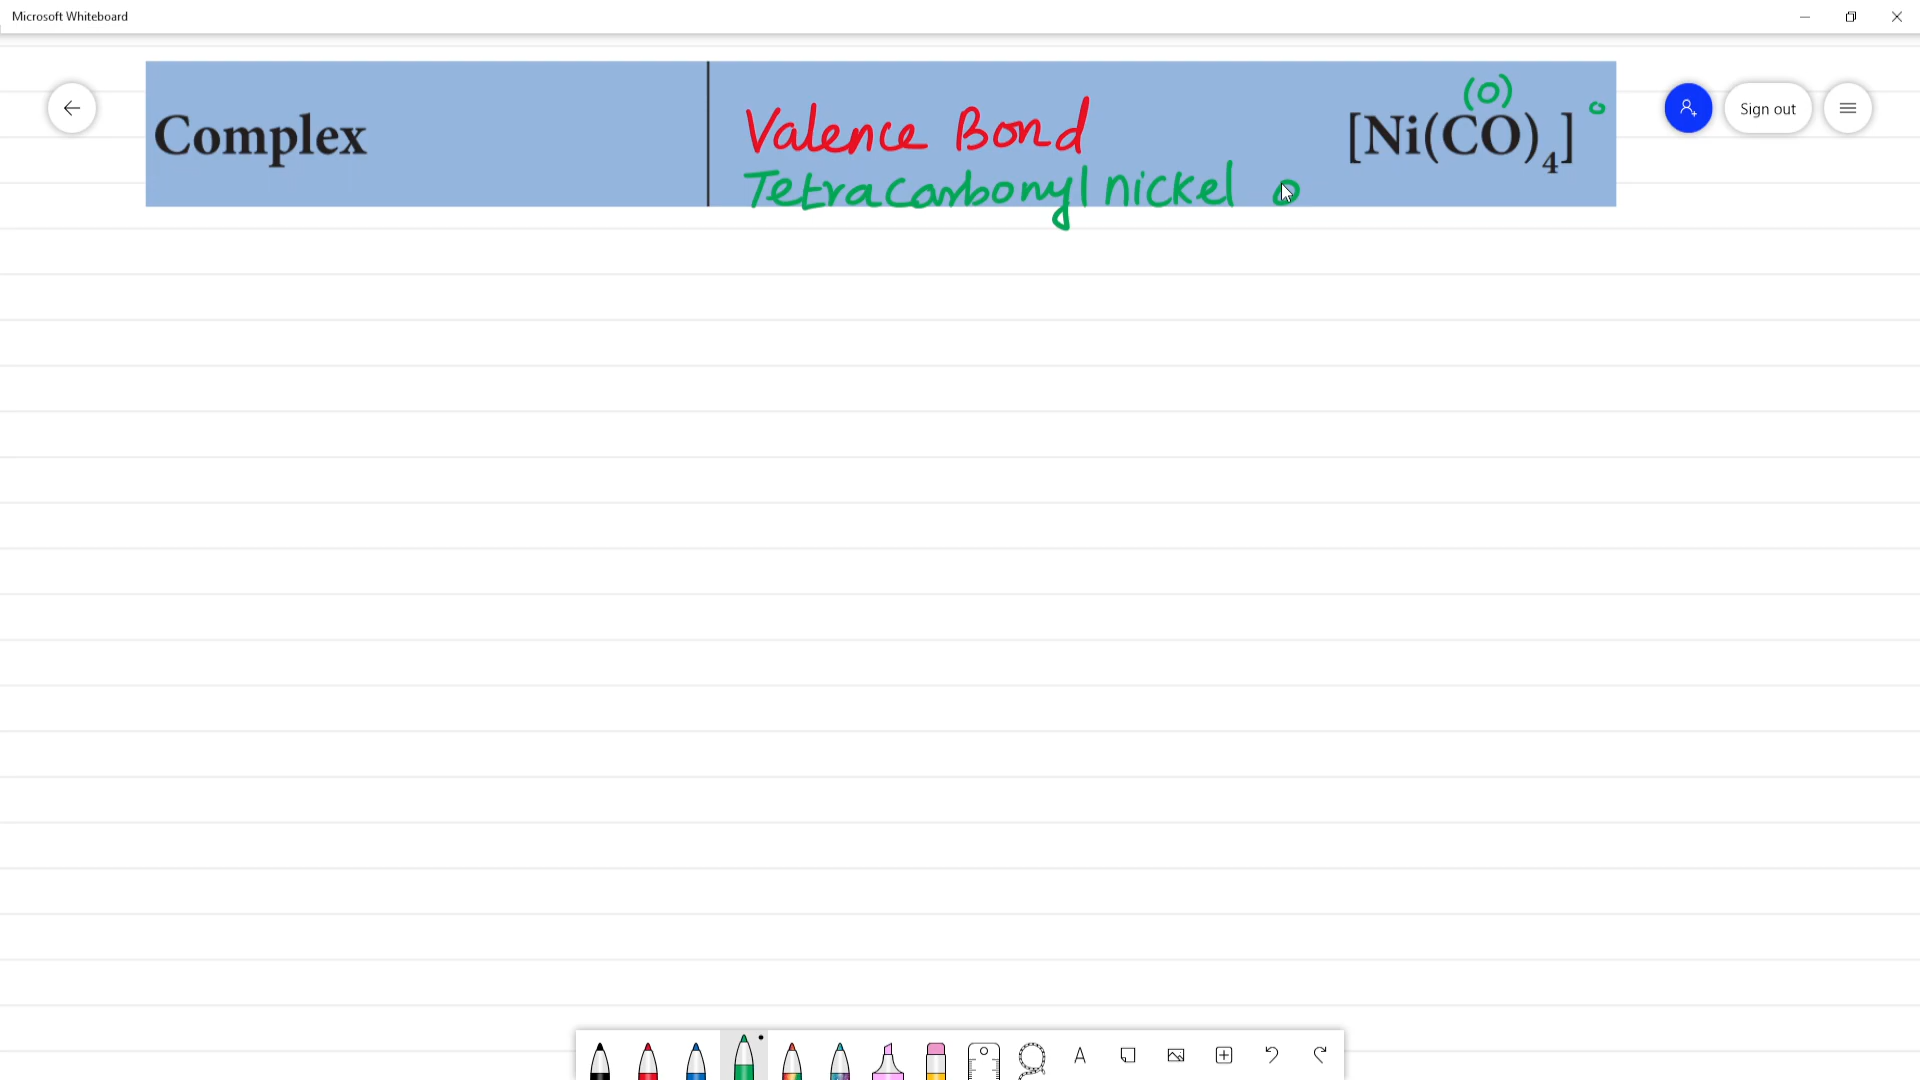 Microsoft Whiteboard
Complex
Valence Bond
(0)
[Ni(CO)4] 0
Tetracarbonyl nickel 0
Sign out
A